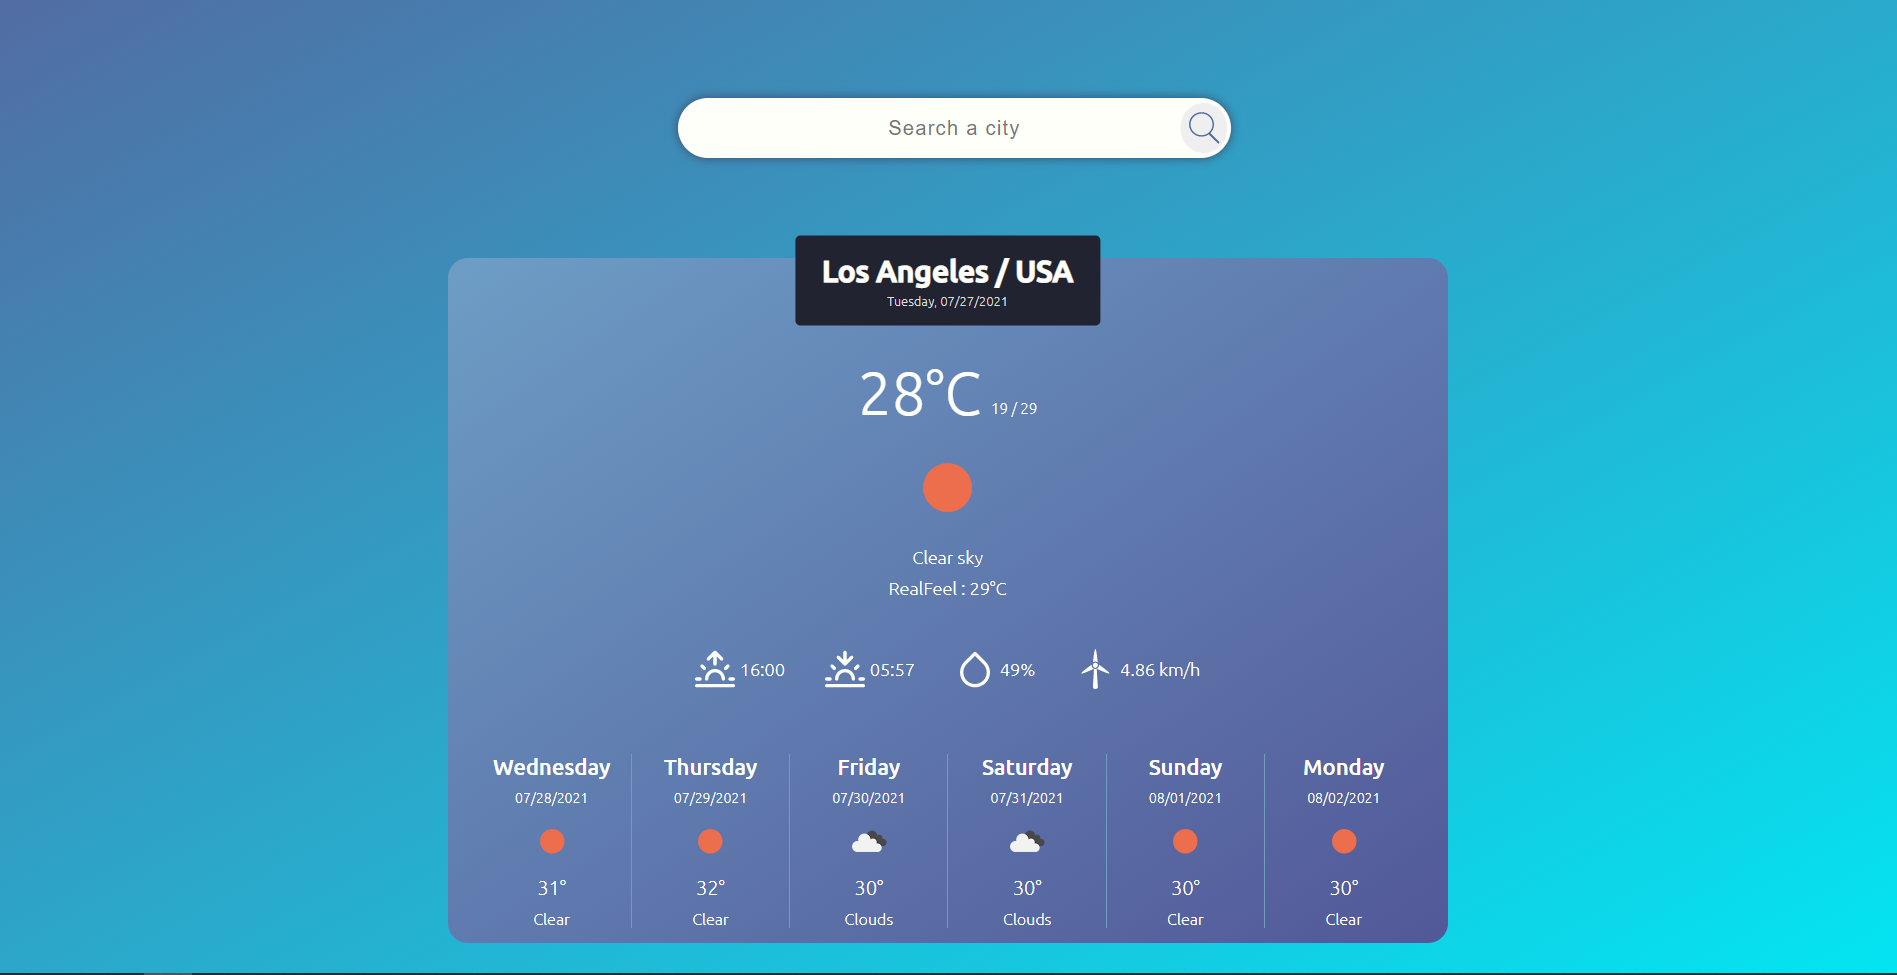 Search a city
Los Angeles / USA
Tuesday, 07/27/2021
28°C 19 / 29
Clear sky
RealFeel : 29°C
16:00 05:57 49% 4.86 km/h
Wednesday Thursday Friday Saturday Sunday Monday
07/28/2021 07/29/2021 07/30/2021 07/31/2021 08/01/2021 08/02/2021
31° 32° 30° 30° 30° 30°
Clear Clear Clouds Clouds Clear Clear